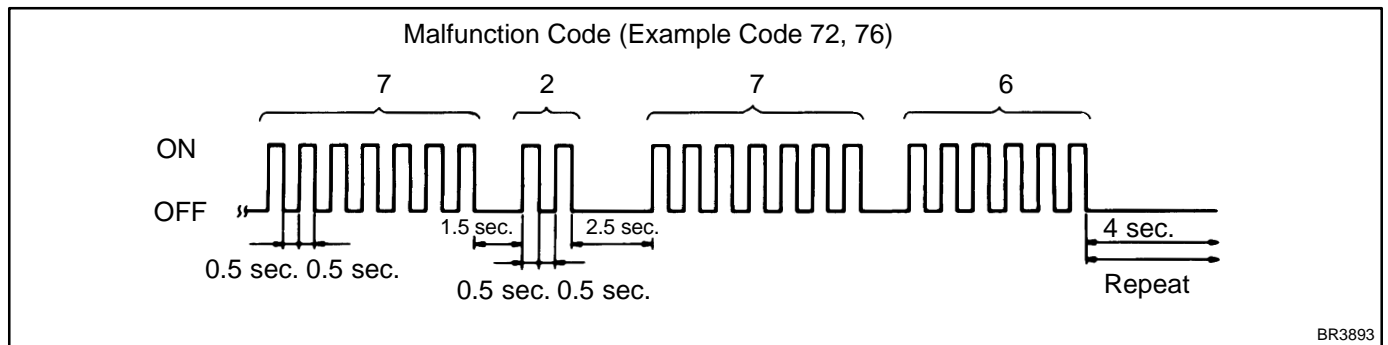 Malfunction Code (Example Code 72, 76)
7 2 7 6
ON
OFF
1.5 sec. 2.5 sec. 4 sec.
0.5 sec. 0.5 sec.
0.5 sec. 0.5 sec.
Repeat
BR3893